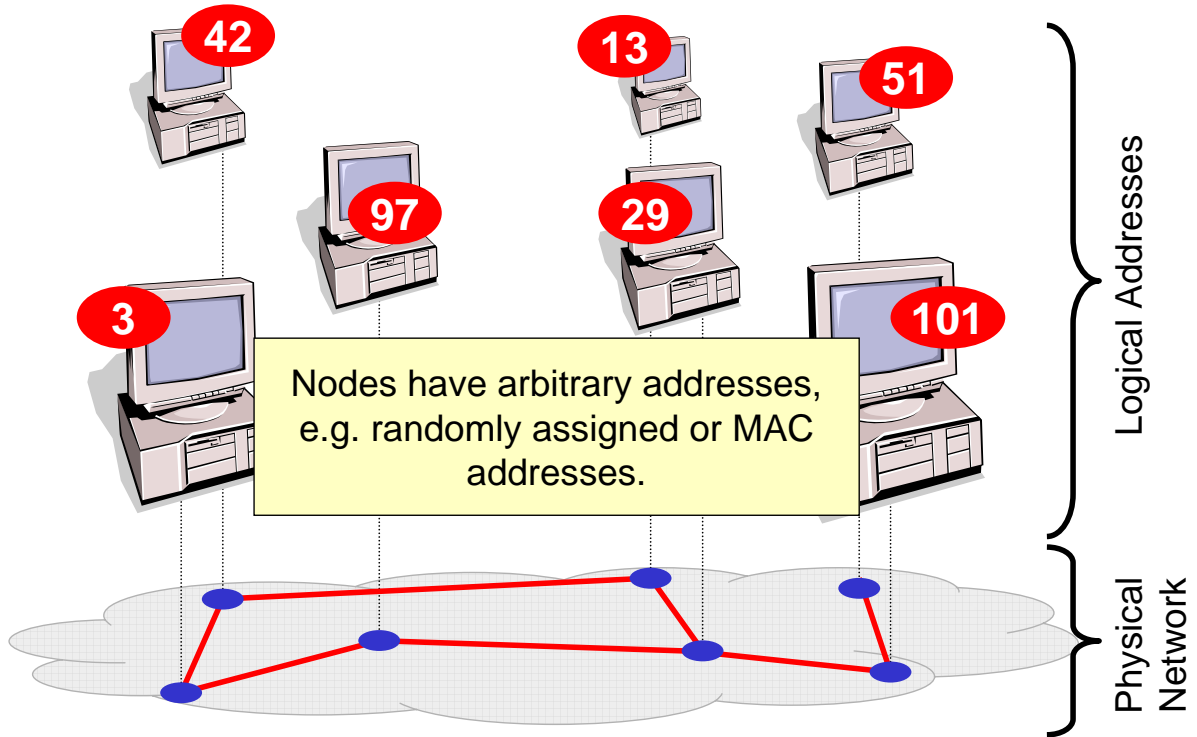 42
13
51
97
29
3
101
Nodes have arbitrary addresses,
e.g. randomly assigned or MAC
addresses.
Logical Addresses
Physical
Network